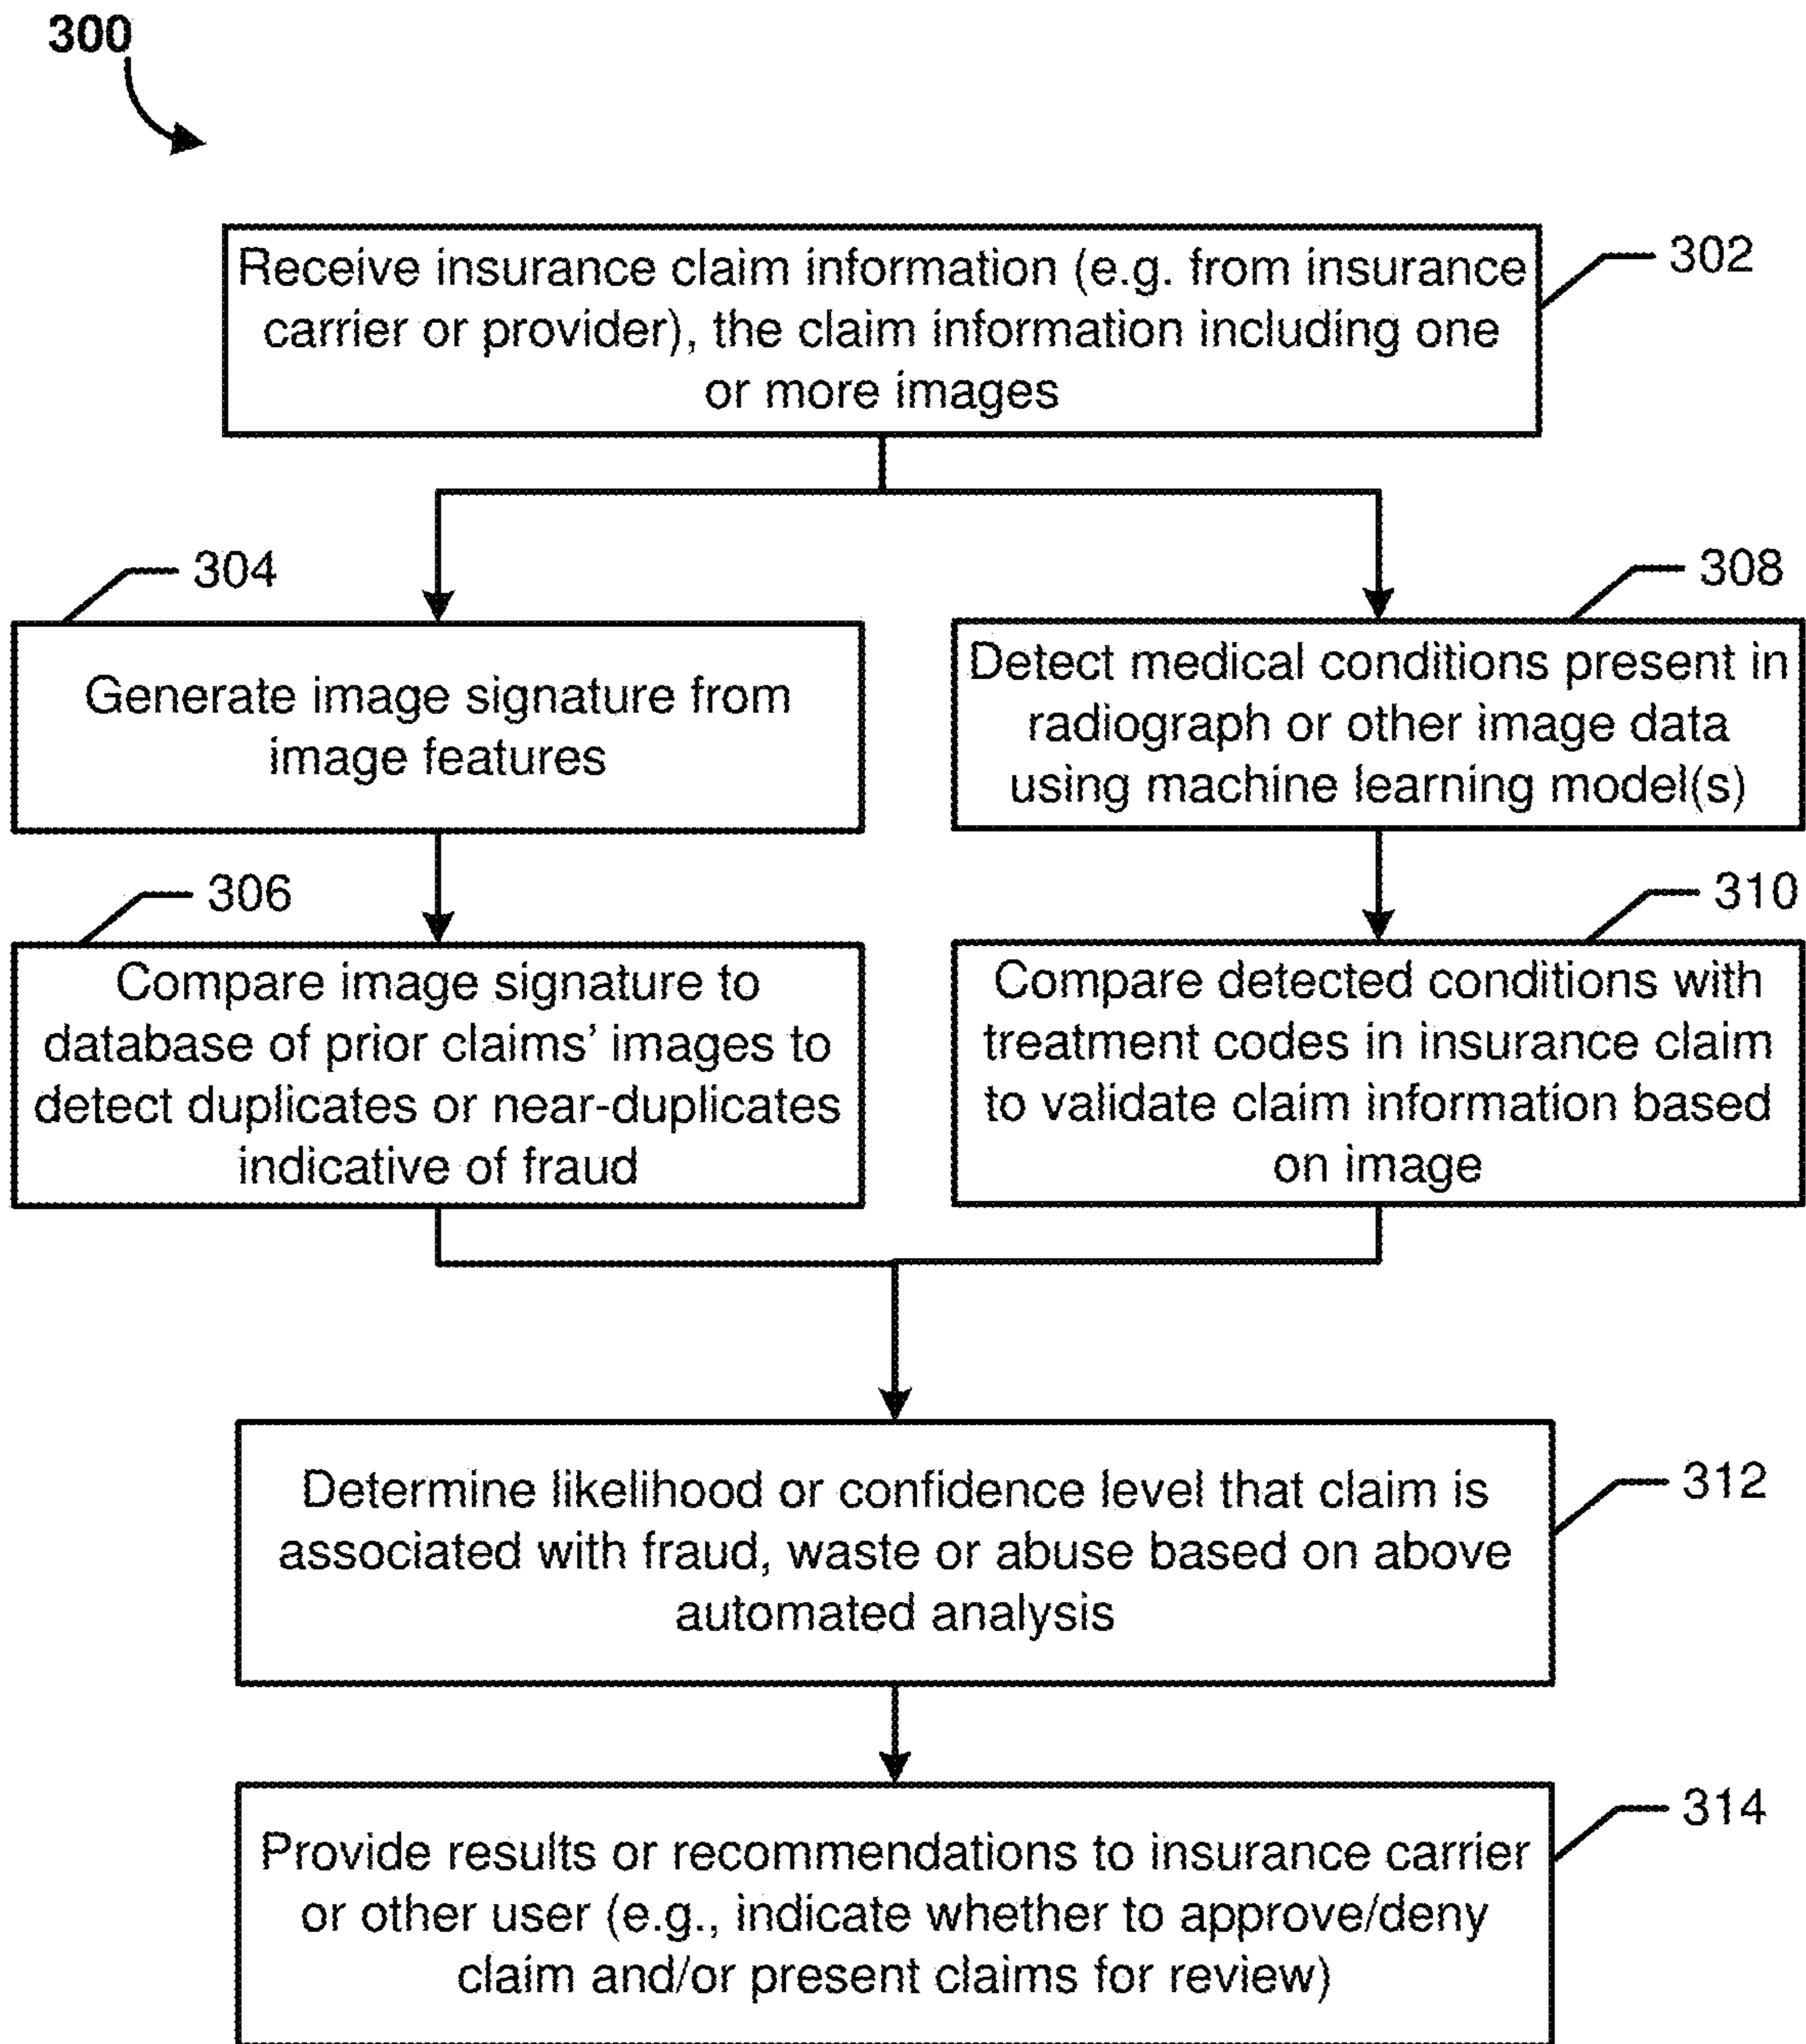 300
Receive insurance claim information (e.g. from insurance
carrier or provider), the claim information including one
or more images
302
304
Generate image signature from
image features
308
Detect medical conditions present in
radiograph or other image data
using machine learning model(s)
306
Compare image signature to
database of prior claims' images to
detect duplicates or near-duplicates
indicative of fraud
310
Compare detected conditions with
treatment codes in insurance claim
to validate claim information based
on image
Determine likelihood or confidence level that claim is
associated with fraud, waste or abuse based on above
automated analysis
312
Provide results or recommendations to insurance carrier
or other user (e.g., indicate whether to approve/deny
claim and/or present claims for review)
314